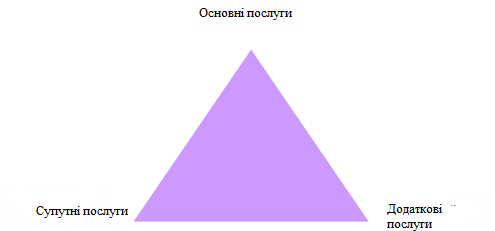 Основні послуги
Супутні послуги
Додаткові
послуги